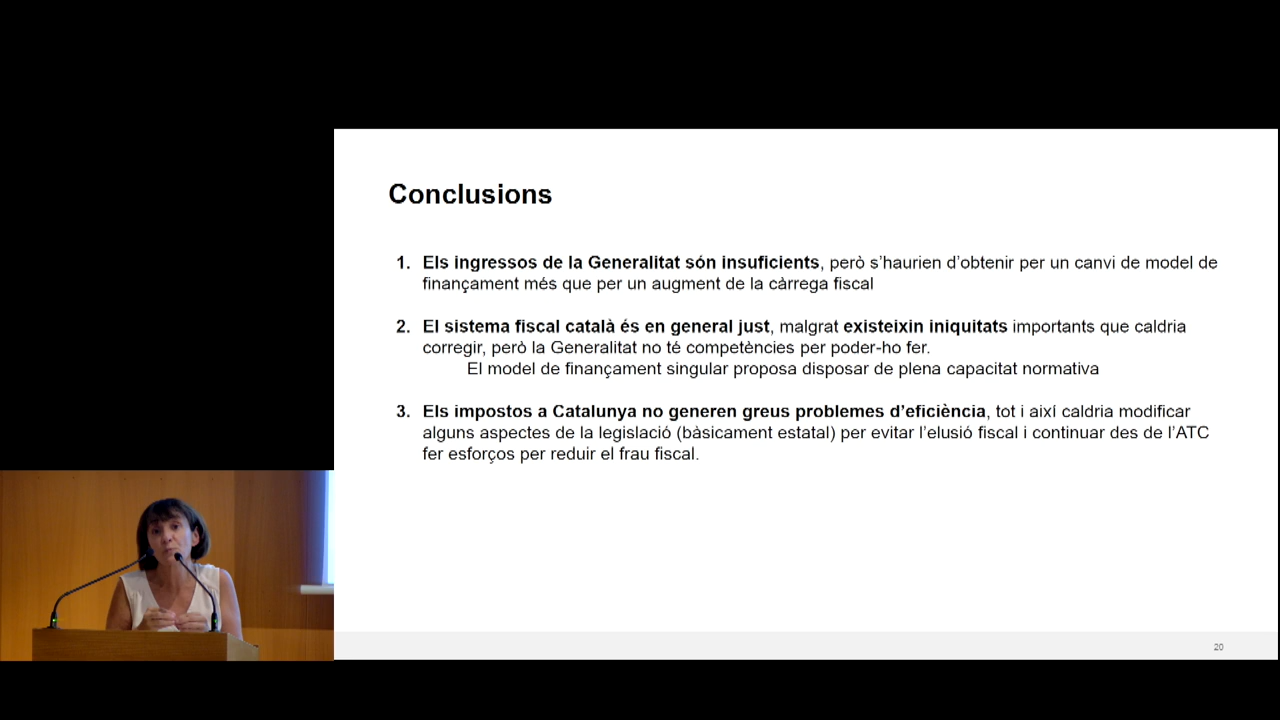 Conclusions
1. Els ingressos de la Generalitat són insuficients, però s'haurien d'obtenir per un canvi de model de
finançament més que per un augment de la càrrega fiscal
2. El sistema fiscal català és en general just, malgrat existeixin iniquitats importants que caldria
corregir, però la Generalitat no té competències per poder-ho fer.
El model de finançament singular proposa disposar de plena capacitat normativa
3. Els impostos a Catalunya no generen greus problemes d'eficiència, tot i així caldria modificar
alguns aspectes de la legislació (bàsicament estatal) per evitar l'elusió fiscal i continuar des de l'ATC
fer esforços per reduir el frau fiscal.
20